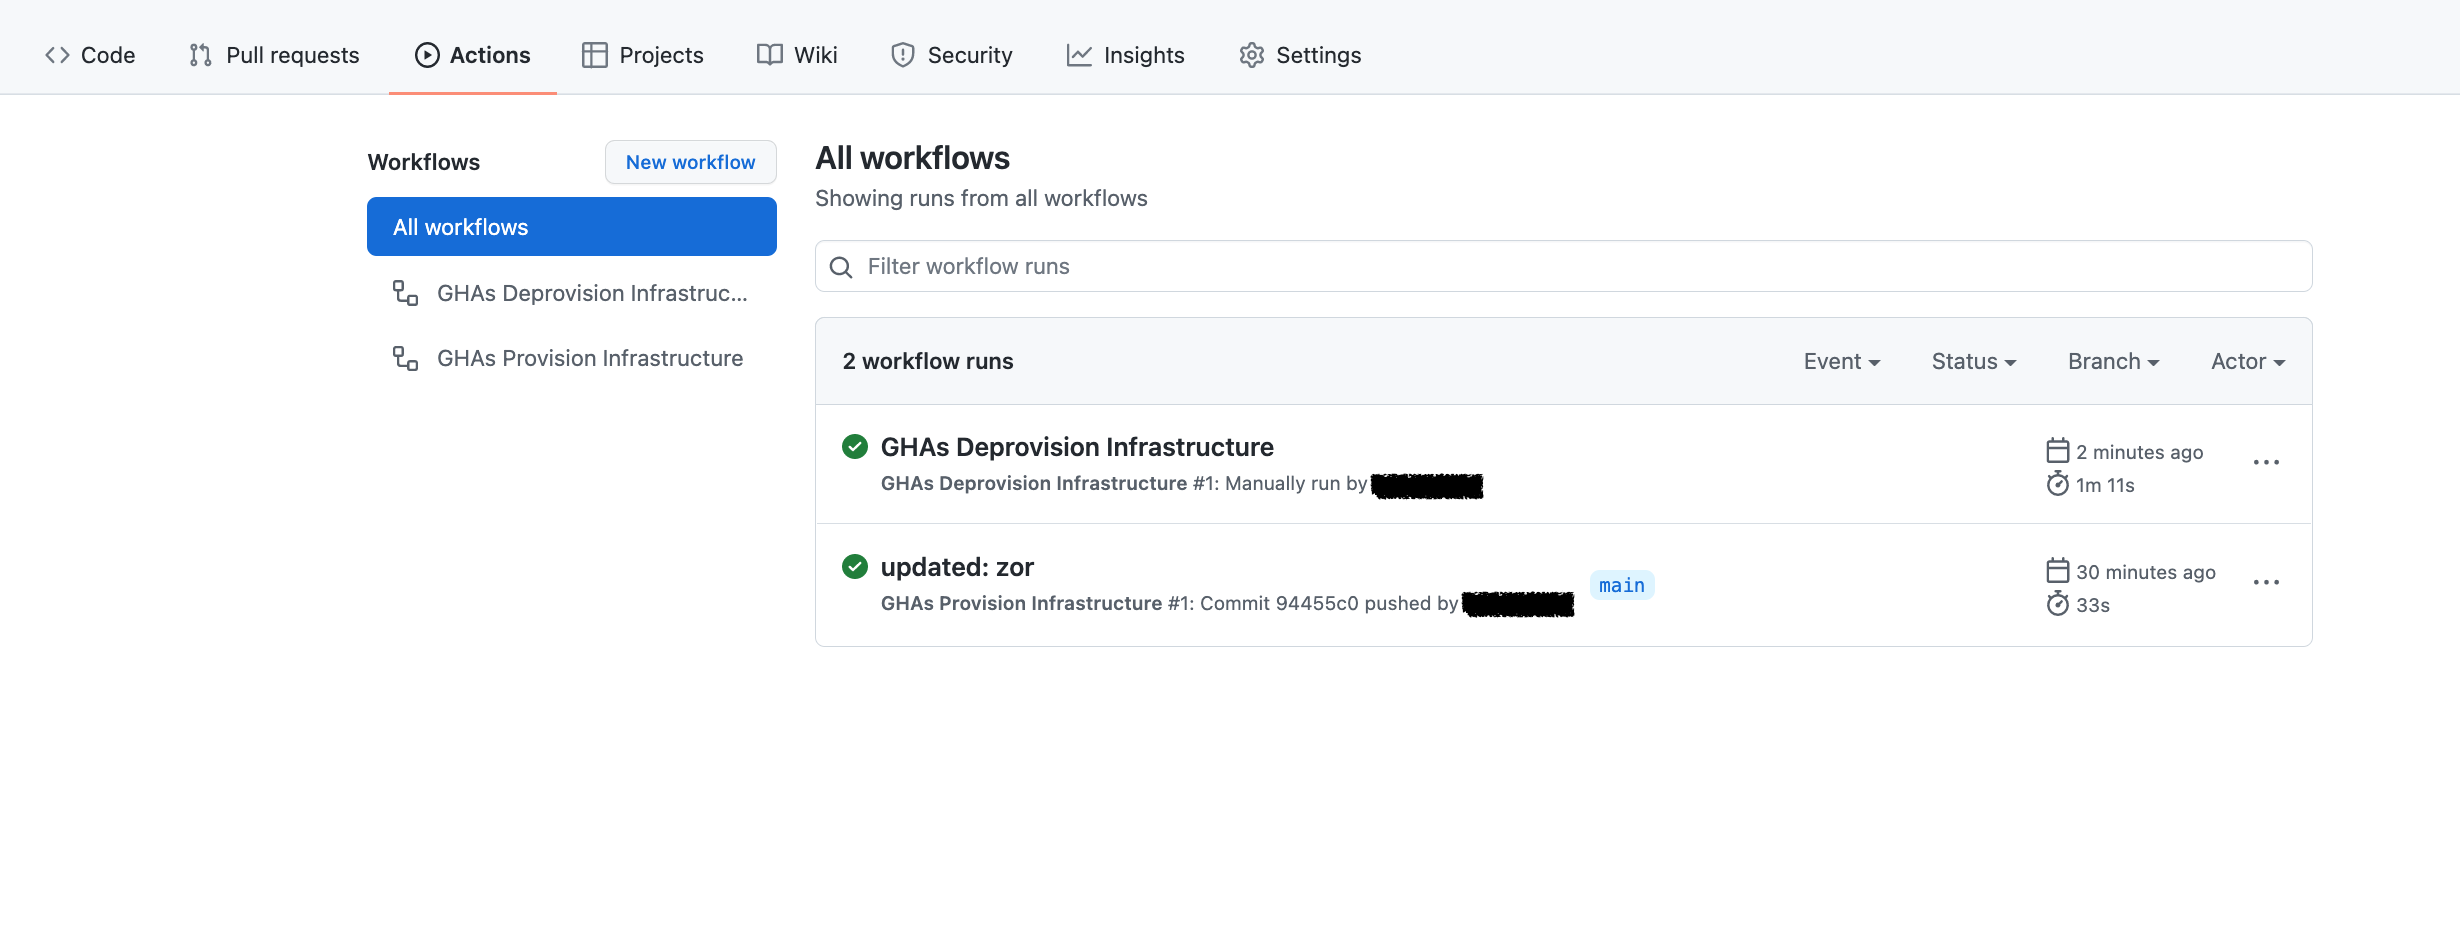 Code Pull requests Actions Projects Wiki Security Insights Settings
Workflows New workflow
All workflows
GHAs Deprovision Infrastruc...
GHAs Provision Infrastructure
All workflows
Showing runs from all workflows
Filter workflow runs
2 workflow runs Event Status Branch Actor
GHAs Deprovision Infrastructure
GHAs Deprovision Infrastructure #1: Manually run by
2 minutes ago
1m 11s
updated: zor
GHAs Provision Infrastructure #1: Commit 94455c0 pushed by
main
30 minutes ago
33s